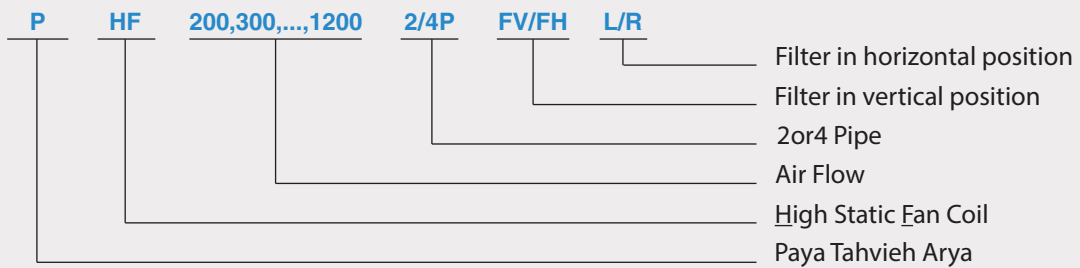 P HF 200,300,...,1200 2/4P FV/FH L/R
Filter in horizontal position
Filter in vertical position
2or4 Pipe
Air Flow
High Static Fan Coil
Paya Tahvieh Arya